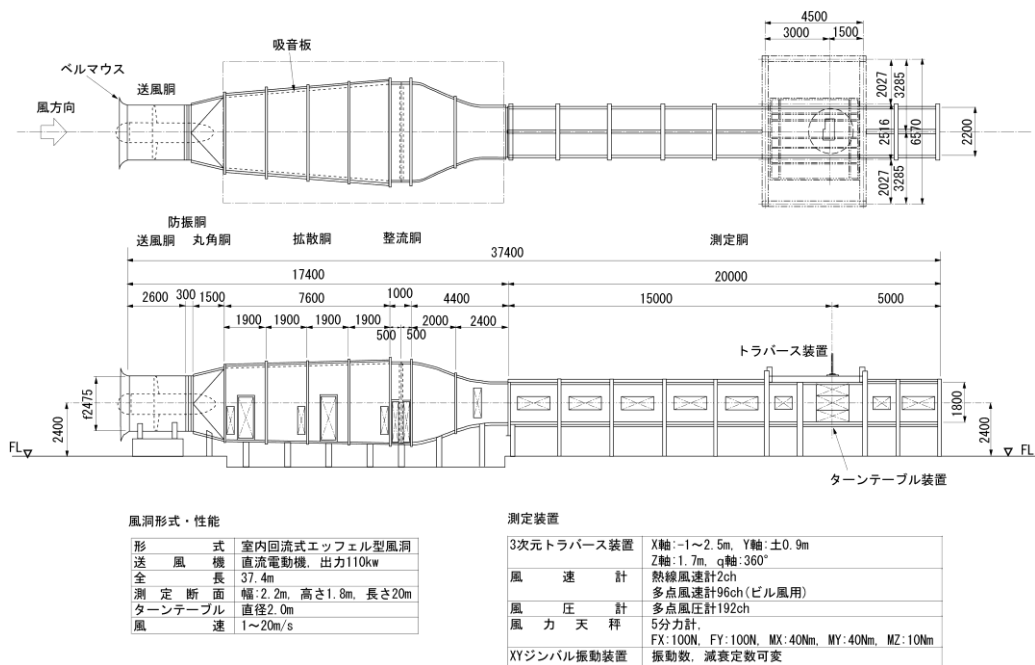 4500
3000 1500
吸音板
ベルマウス
送風胴
風方向
2027
3285
2516
6570
2200
2027
3285
防振胴
送風胴 丸角胴 拡散胴 整流胴 測定胴
37400
17400 20000
2600 300 1500 7600 1000 4400 15000 5000
1900 1900 1900 1900 500 500 2000 2400
トラバース装置
f2475
2400
1800
2400
FL
FL
ターンテーブル装置
風洞形式・性能
形式 室内回流式エッフェル型風洞
送風機 直流電動機, 出力110kw
全長 37.4m
測定断面 幅:2.2m, 高さ1.8m, 長さ20m
ターンテーブル 直径2.0m
風速 1〜20m/s
測定装置
3次元トラバース装置 X軸:-1〜2.5m, Y軸:土0.9m
Z軸:1.7m, q軸:360°
風速計 熱線風速計2ch
多点風速計96ch(ビル風用)
風圧計 多点風圧計192ch
風力天秤 5分力計,
FX:100N, FY:100N, MX:40Nm, MY:40Nm, MZ:10Nm
XYジンバル振動装置 振動数, 減衰定数可変